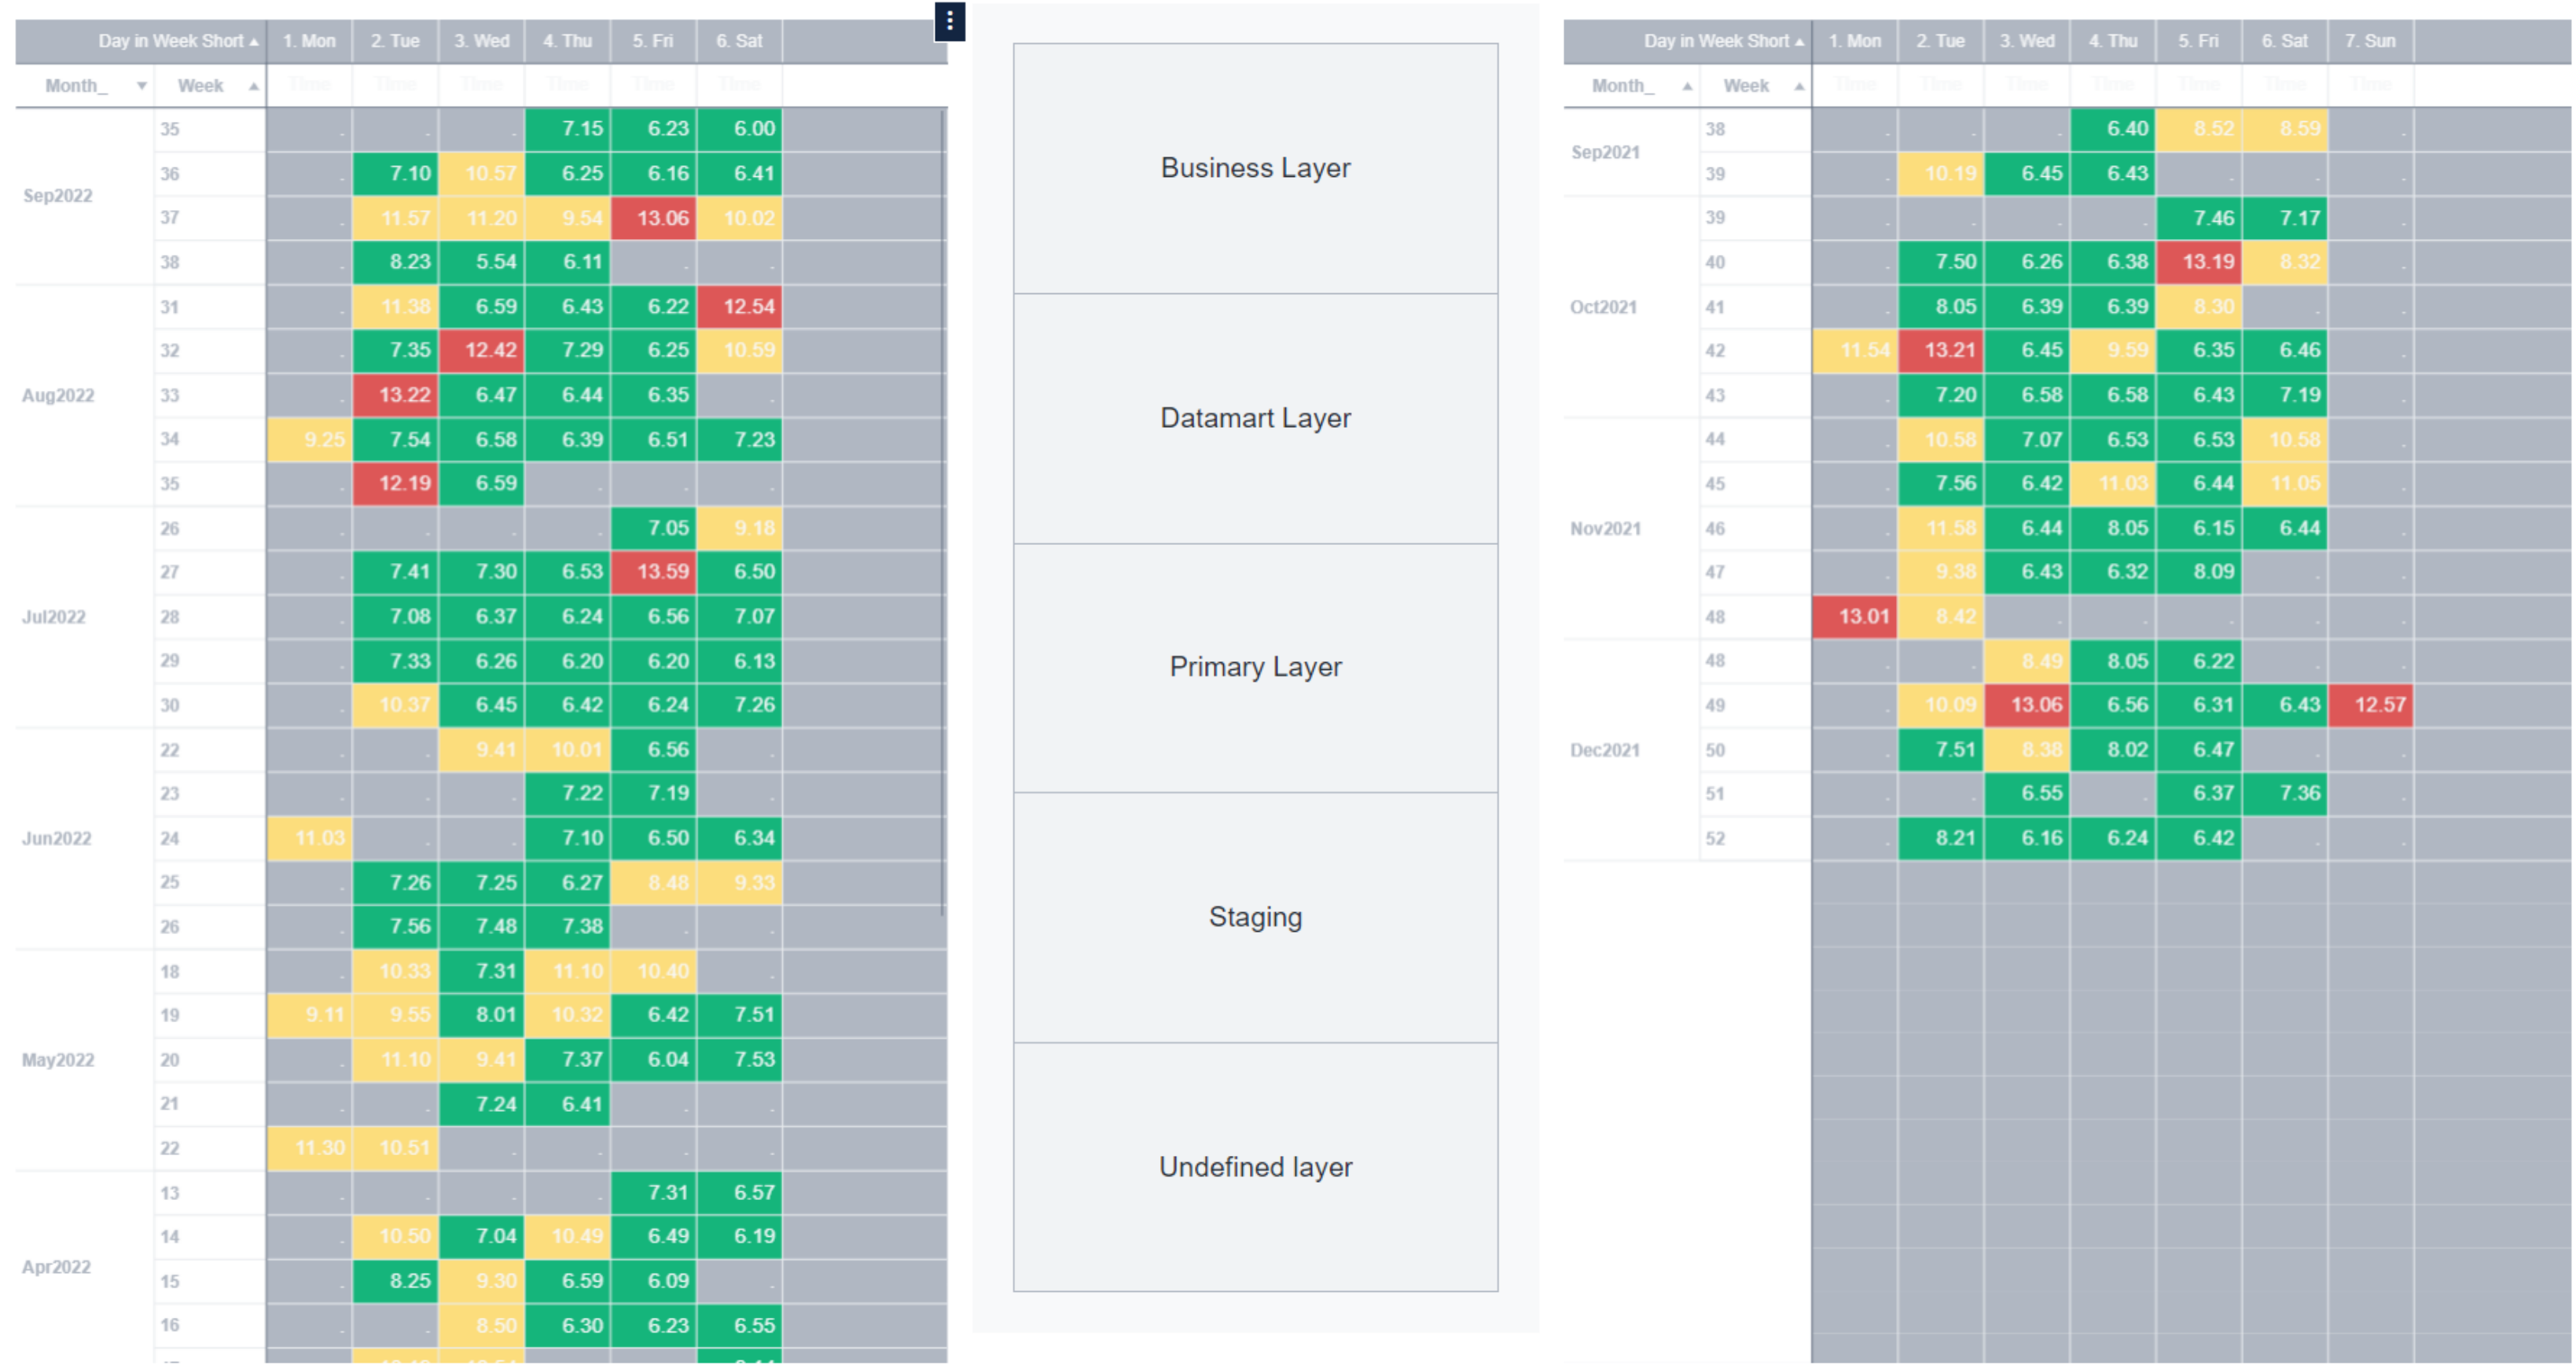 Day in Week Short ▲ 1. Mon 2. Tue 3. Wed 4. Thu 5. Fri 6. Sat
Month_ ▼ Week ▲ Time Time Time Time Time Time
Sep2022
35 . . . 7.15 6.23 6.00
36 . 7.10 10.57 6.25 6.16 6.41
37 . 11.57 11.20 9.54 13.06 10.02
38 . 8.23 5.54 6.11 . .
Aug2022
31 . 11.38 6.59 6.43 6.22 12.54
32 . 7.35 12.42 7.29 6.25 10.59
33 . 13.22 6.47 6.44 6.35 .
34 9.25 7.54 6.58 6.39 6.51 7.23
35 . 12.19 6.59 . . .
Jul2022
26 . . . . 7.05 9.18
27 . 7.41 7.30 6.53 13.59 6.50
28 . 7.08 6.37 6.24 6.56 7.07
29 . 7.33 6.26 6.20 6.20 6.13
30 . 10.37 6.45 6.42 6.24 7.26
Jun2022
22 . . 9.41 10.01 6.56 .
23 . . . 7.22 7.19 .
24 11.03 . . 7.10 6.50 6.34
25 . 7.26 7.25 6.27 8.48 9.33
26 . 7.56 7.48 7.38 . .
May2022
18 . 10.33 7.31 11.10 10.40 .
19 9.11 9.55 8.01 10.32 6.42 7.51
20 . 11.10 9.41 7.37 6.04 7.53
21 . . 7.24 6.41 . .
22 11.30 10.51 . . . .
Apr2022
13 . . . . 7.31 6.57
14 . 10.50 7.04 10.49 6.49 6.19
15 . 8.25 9.30 6.59 6.09 .
16 . . 8.50 6.30 6.23 6.55
Business Layer
Datamart Layer
Primary Layer
Staging
Undefined layer
Day in Week Short ▲ 1. Mon 2. Tue 3. Wed 4. Thu 5. Fri 6. Sat 7. Sun
Month_ ▲ Week ▲ Time Time Time Time Time Time Time
Sep2021
38 . . . 6.40 8.52 8.59 .
39 . 10.19 6.45 6.43 . . .
Oct2021
39 . . . . 7.46 7.17 .
40 . 7.50 6.26 6.38 13.19 8.32 .
41 . 8.05 6.39 6.39 8.30 . .
42 11.54 13.21 6.45 9.59 6.35 6.46 .
43 . 7.20 6.58 6.58 6.43 7.19 .
Nov2021
44 . 10.58 7.07 6.53 6.53 10.58 .
45 . 7.56 6.42 11.03 6.44 11.05 .
46 . 11.58 6.44 8.05 6.15 6.44 .
47 . 9.38 6.43 6.32 8.09 . .
48 13.01 8.42 . . . . .
Dec2021
48 . . 8.49 8.05 6.22 . .
49 . 10.09 13.06 6.56 6.31 6.43 12.57
50 . 7.51 8.38 8.02 6.47 . .
51 . . 6.55 . 6.37 7.36 .
52 . 8.21 6.16 6.24 6.42 . .